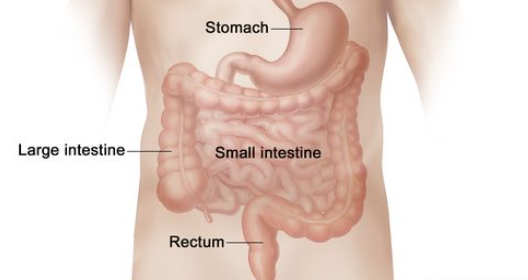 Stomach
Large intestine
Small intestine
Rectum